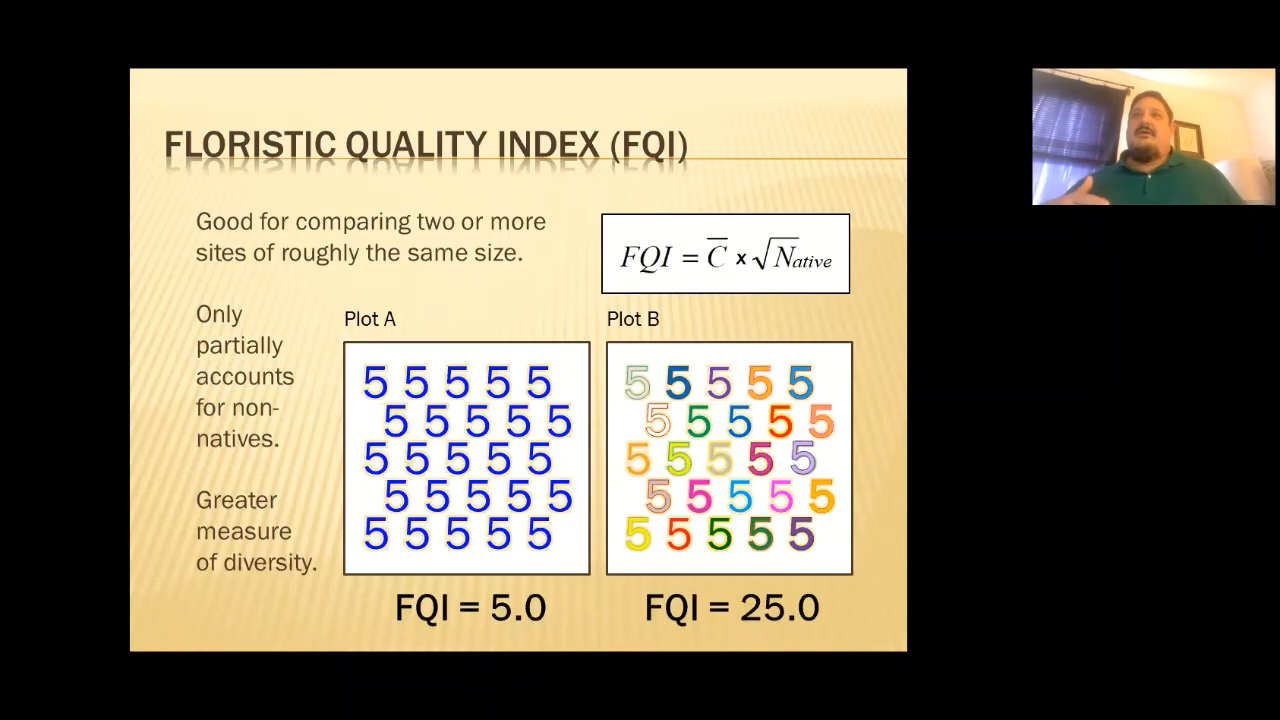 FLORISTIC QUALITY INDEX (FQI)
Good for comparing two or more
sites of roughly the same size.
FQI = C̅ x √Native
Only
partially
accounts
for non-
natives.
Greater
measure
of diversity.
Plot A
5 5 5 5 5
5 5 5 5 5
5 5 5 5 5
5 5 5 5 5
5 5 5 5 5
FQI = 5.0
Plot B
5 5 5 5 5
5 5 5 5 5
5 5 5 5 5
5 5 5 5 5
5 5 5 5 5
FQI = 25.0